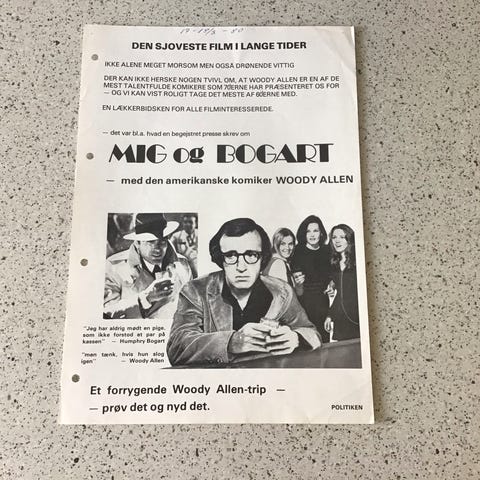 17-18/3-80
DEN SJOVESTE FILM I LANGE TIDER
IKKE ALENE MEGET MORSOM MEN OGSÅ DRØNENDE VITTIG
DER KAN IKKE HERSKE NOGEN TVIVL OM, AT WOODY ALLEN ER EN AF DE
MEST TALENTFULDE KOMIKERE SOM 70ERNE HAR PRÆSENTERET OS FOR
– OG VI KAN VIST ROLIGT TAGE DET MESTE AF 60ERNE MED.
EN LÆKKERBIDSKEN FOR ALLE FILMINTERESSEREDE.
— det var bl.a. hvad en begejstret presse skrev om
MIG og BOGART
— med den amerikanske komiker WOODY ALLEN
"Jeg har aldrig mødt en pige,
som ikke forstod et par på
kassen" — Humphry Bogart
"men tænk, hvis hun slog
igen" — Woody Allen
Et forrygende Woody Allen-trip —
— prøv det og nyd det.
POLITIKEN